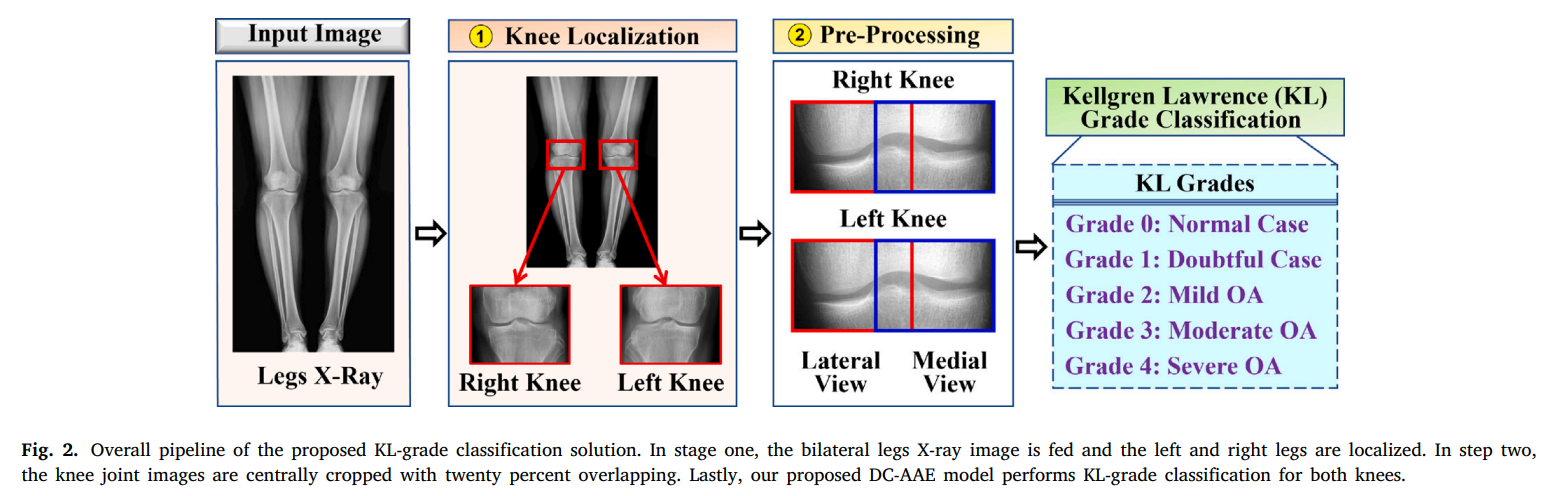 Input Image
Legs X-Ray
1 Knee Localization
Right Knee
Left Knee
2 Pre-Processing
Right Knee
Left Knee
Lateral
View
Medial
View
Kellgren Lawrence (KL)
Grade Classification
KL Grades
Grade 0: Normal Case
Grade 1: Doubtful Case
Grade 2: Mild OA
Grade 3: Moderate OA
Grade 4: Severe OA
Fig. 2. Overall pipeline of the proposed KL-grade classification solution. In stage one, the bilateral legs X-ray image is fed and the left and right legs are localized. In step two,
the knee joint images are centrally cropped with twenty percent overlapping. Lastly, our proposed DC-AAE model performs KL-grade classification for both knees.